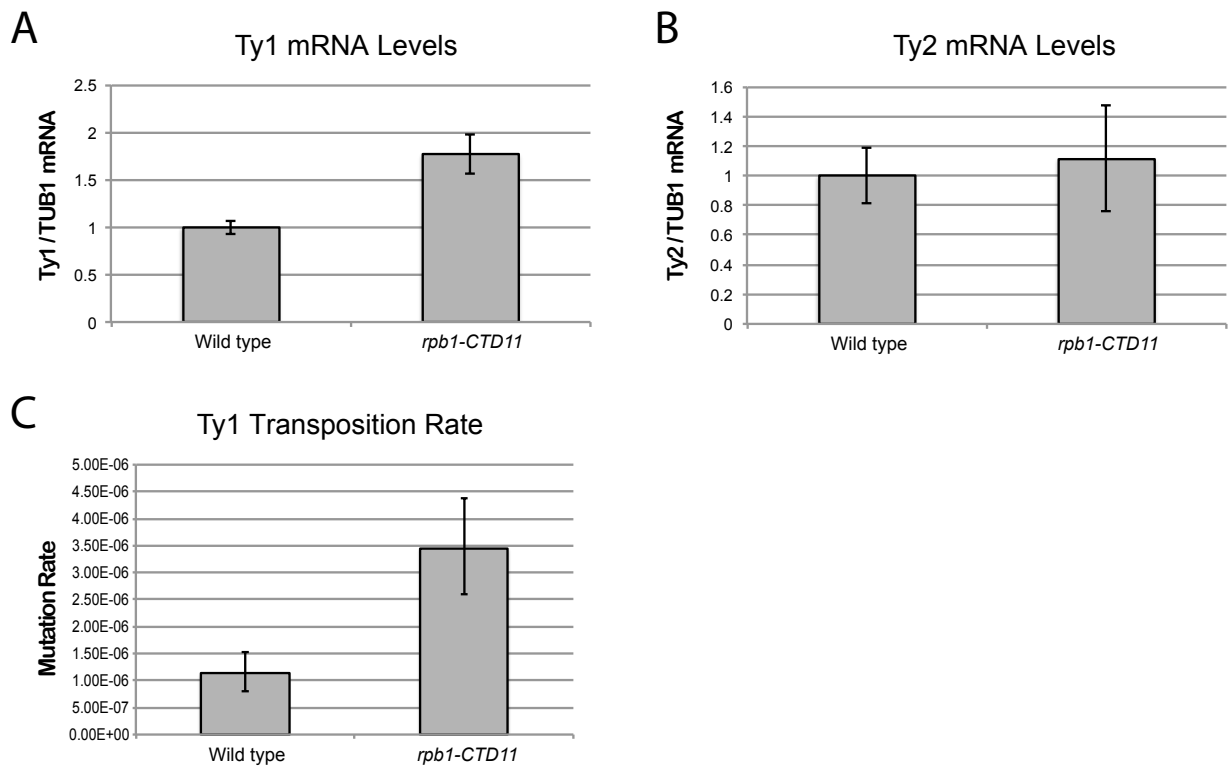 A
Ty1 mRNA Levels
Ty1/TUB1 mRNA
2.5
2
1.5
1
0.5
0
Wild type
rpb1-CTD11
B
Ty2 mRNA Levels
Ty2/TUB1 mRNA
1.6
1.4
1.2
1
0.8
0.6
0.4
0.2
0
Wild type
rpb1-CTD11
C
Ty1 Transposition Rate
Mutation Rate
5.00E-06
4.50E-06
4.00E-06
3.50E-06
3.00E-06
2.50E-06
2.00E-06
1.50E-06
1.00E-06
5.00E-07
0.00E+00
Wild type
rpb1-CTD11